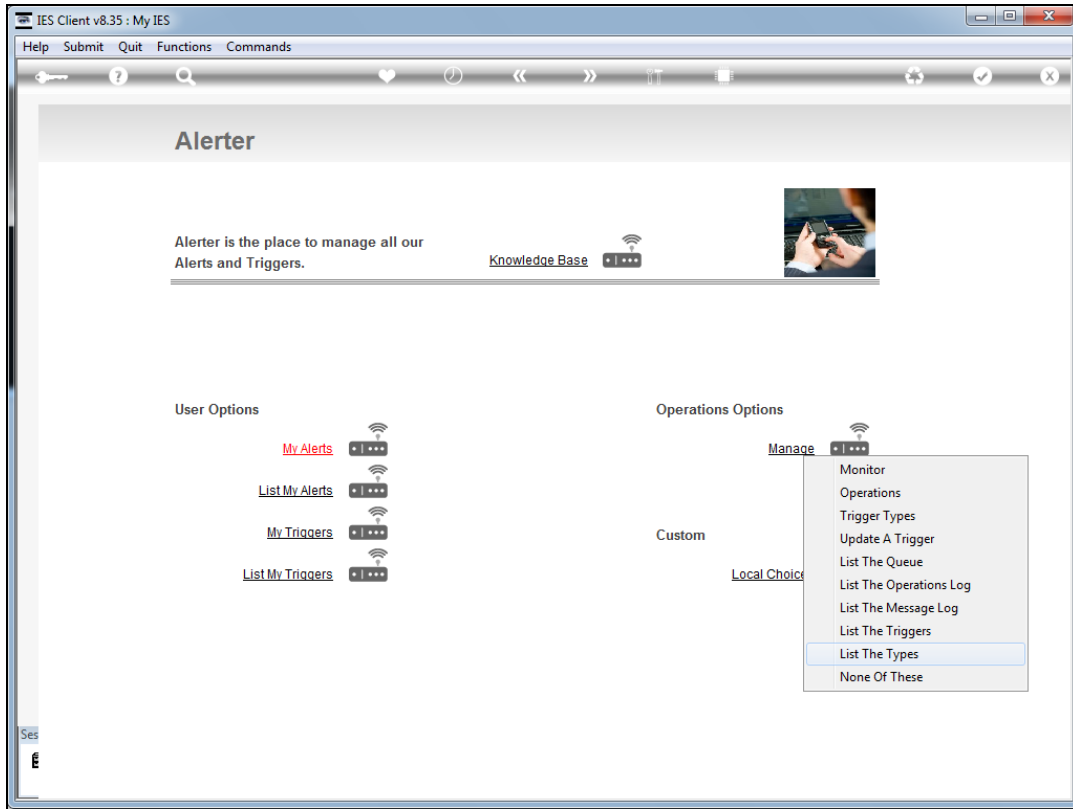 IES Client v8.35 : My IES
Help Submit Quit Functions Commands
Alerter
Alerter is the place to manage all our
Alerts and Triggers.
Knowledge Base
User Options
My Alerts
List My Alerts
My Triggers
List My Triggers
Operations Options
Manage
Custom
Local Choice
Monitor
Operations
Trigger Types
Update A Trigger
List The Queue
List The Operations Log
List The Message Log
List The Triggers
List The Types
None Of These
Ses